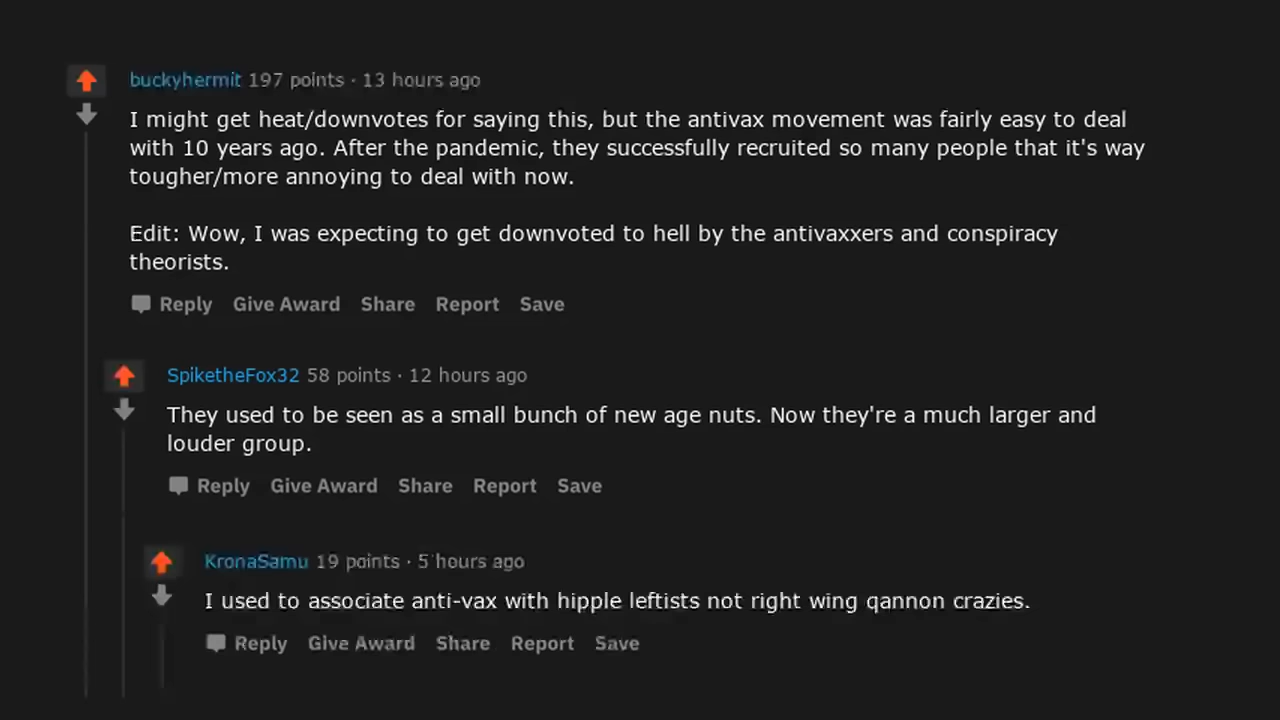 buckyhermit 197 points · 13 hours ago
I might get heat/downvotes for saying this, but the antivax movement was fairly easy to deal
with 10 years ago. After the pandemic, they successfully recruited so many people that it's way
tougher/more annoying to deal with now.
Edit: Wow, I was expecting to get downvoted to hell by the antivaxxers and conspiracy
theorists.
Reply Give Award Share Report Save
SpiketheFox32 58 points · 12 hours ago
They used to be seen as a small bunch of new age nuts. Now they're a much larger and
louder group.
Reply Give Award Share Report Save
KronaSamu 19 points · 5 hours ago
I used to associate anti-vax with hipple leftists not right wing qannon crazies.
Reply Give Award Share Report Save